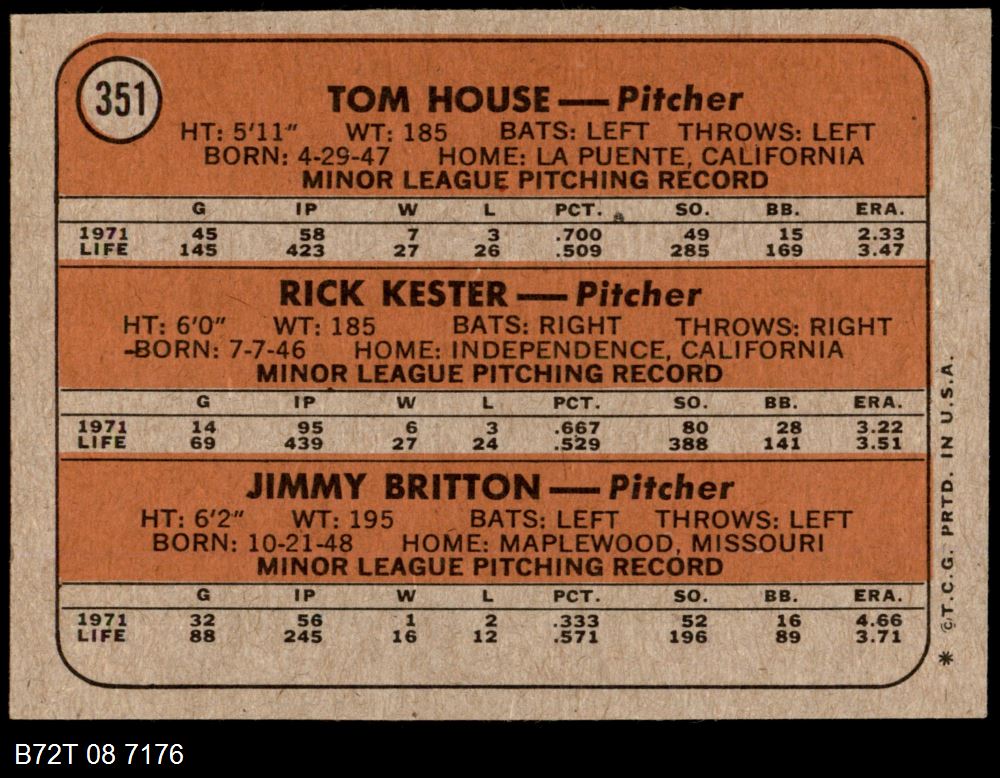 351
TOM HOUSE — Pitcher
HT: 5'11" WT: 185 BATS: LEFT THROWS: LEFT
BORN: 4-29-47 HOME: LA PUENTE, CALIFORNIA
MINOR LEAGUE PITCHING RECORD
G IP W L PCT. SO. BB. ERA.
1971 45 58 7 3 .700 49 15 2.33
LIFE 145 423 27 26 .509 285 169 3.47
RICK KESTER — Pitcher
HT: 6'0" WT: 185 BATS: RIGHT THROWS: RIGHT
BORN: 7-7-46 HOME: INDEPENDENCE, CALIFORNIA
MINOR LEAGUE PITCHING RECORD
G IP W L PCT. SO. BB. ERA.
1971 14 95 6 3 .667 80 28 3.22
LIFE 69 439 27 24 .529 388 141 3.51
JIMMY BRITTON — Pitcher
HT: 6'2" WT: 195 BATS: LEFT THROWS: LEFT
BORN: 10-21-48 HOME: MAPLEWOOD, MISSOURI
MINOR LEAGUE PITCHING RECORD
G IP W L PCT. SO. BB. ERA.
1971 32 56 1 2 .333 52 16 4.66
LIFE 88 245 16 12 .571 196 89 3.71
* © T.C.G. PRTD. IN U.S.A.
B72T 08 7176